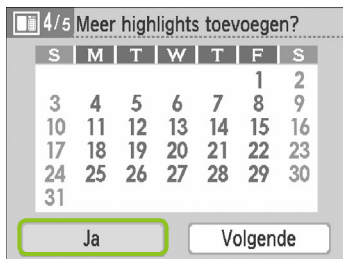 4/5 Meer highlights toevoegen?
S M T W T F S
1 2
3 4 5 6 7 8 9
10 11 12 13 14 15 16
17 18 19 20 21 22 23
24 25 26 27 28 29 30
31
Ja Volgende